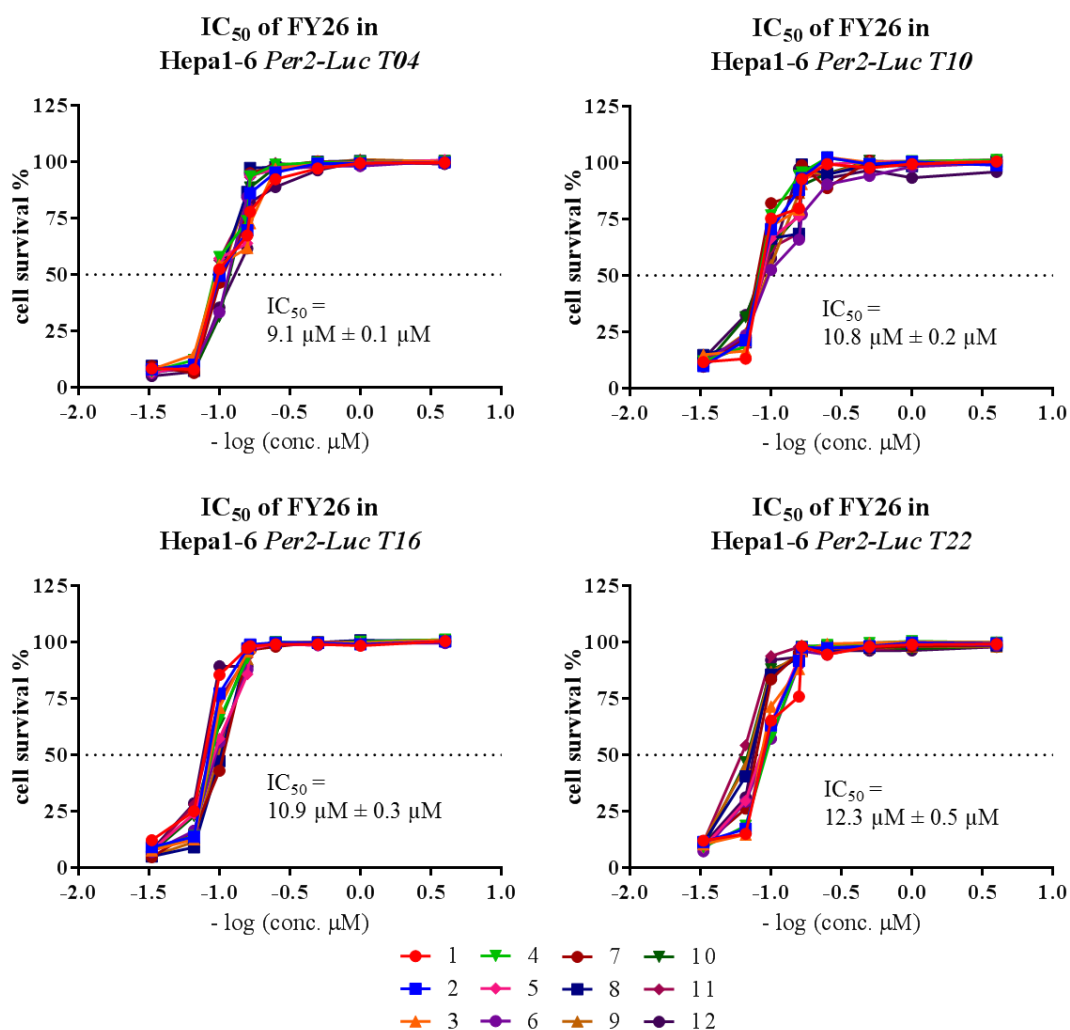 IC50 of FY26 in
Hepa1-6 Per2-Luc T04
125
100
75
50
25
0
cell survival %
IC50 =
9.1 µM ± 0.1 µM
-2.0 -1.5 -1.0 -0.5 0.0 0.5 1.0
- log (conc. µM)
IC50 of FY26 in
Hepa1-6 Per2-Luc T10
125
100
75
50
25
0
cell survival %
IC50 =
10.8 µM ± 0.2 µM
-2.0 -1.5 -1.0 -0.5 0.0 0.5 1.0
- log (conc. µM)
IC50 of FY26 in
Hepa1-6 Per2-Luc T16
125
100
75
50
25
0
cell survival %
IC50 =
10.9 µM ± 0.3 µM
-2.0 -1.5 -1.0 -0.5 0.0 0.5 1.0
- log (conc. µM)
IC50 of FY26 in
Hepa1-6 Per2-Luc T22
125
100
75
50
25
0
cell survival %
IC50 =
12.3 µM ± 0.5 µM
-2.0 -1.5 -1.0 -0.5 0.0 0.5 1.0
- log (conc. µM)
1 4 7 10
2 5 8 11
3 6 9 12